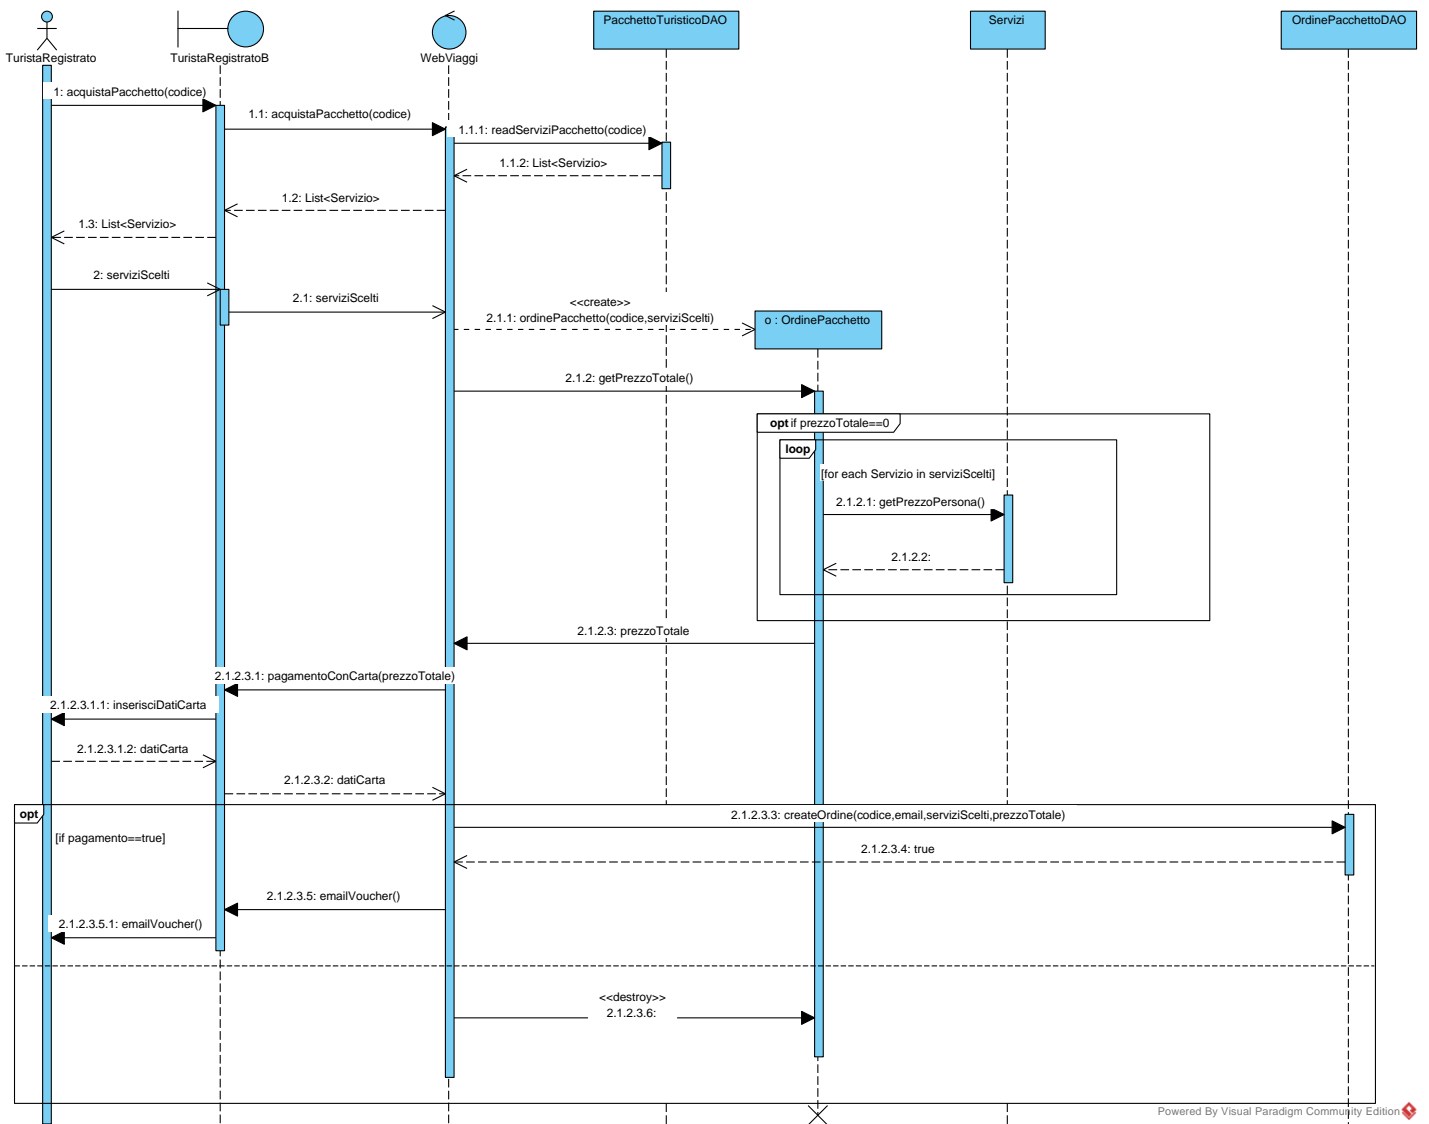 PacchettoTuristicoDAO
Servizi
OrdinePacchettoDAO
TuristaRegistrato
TuristaRegistratoB
WebViaggi
1: acquistaPacchetto(codice)
1.1: acquistaPacchetto(codice)
1.1.1: readServiziPacchetto(codice)
1.1.2: List<Servizio>
1.2: List<Servizio>
1.3: List<Servizio>
2: serviziScelti
2.1: serviziScelti
<<create>>
2.1.1: ordinePacchetto(codice,serviziScelti)
o : OrdinePacchetto
2.1.2: getPrezzoTotale()
opt if prezzoTotale==0
loop
[for each Servizio in serviziScelti]
2.1.2.1: getPrezzoPersona()
2.1.2.2:
2.1.2.3: prezzoTotale
2.1.2.3.1: pagamentoConCarta(prezzoTotale)
2.1.2.3.1.1: inserisciDatiCarta
2.1.2.3.1.2: datiCarta
2.1.2.3.2: datiCarta
opt
2.1.2.3.3: createOrdine(codice,email,serviziScelti,prezzoTotale)
[if pagamento==true]
2.1.2.3.4: true
2.1.2.3.5: emailVoucher()
2.1.2.3.5.1: emailVoucher()
<<destroy>>
2.1.2.3.6:
Powered By Visual Paradigm Community Edition